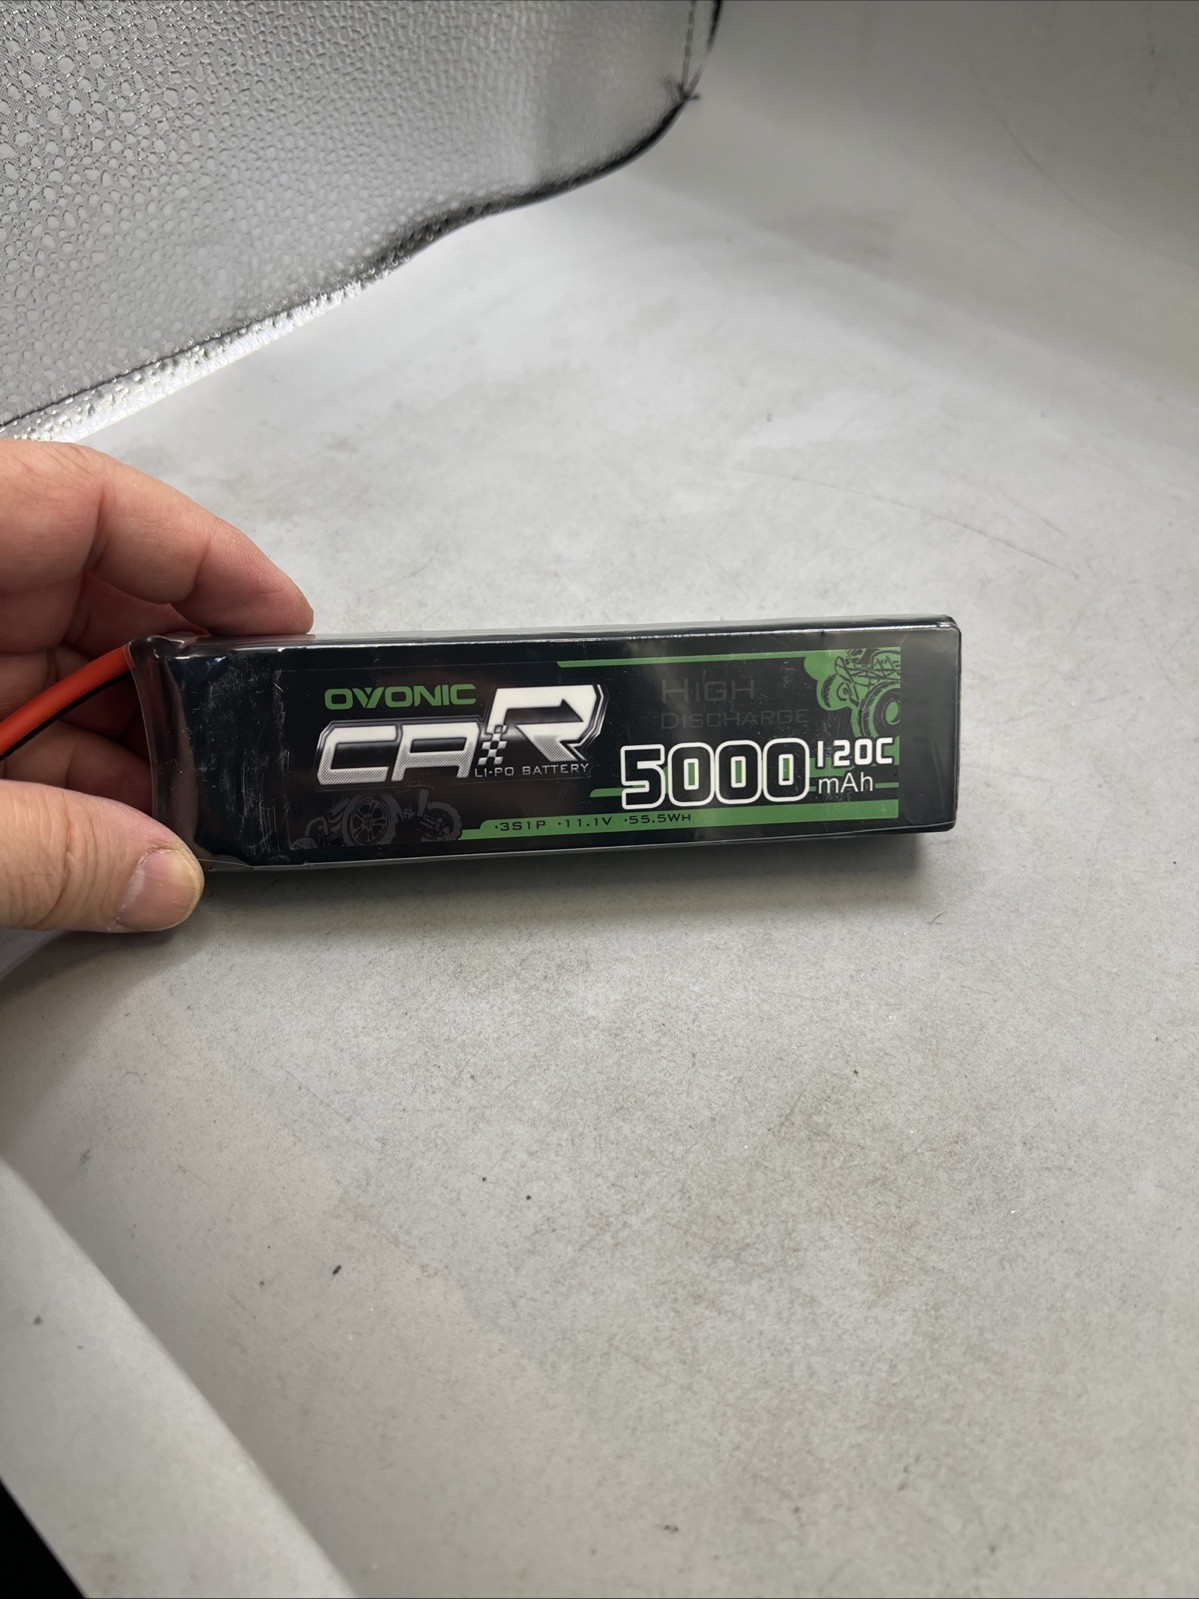 OVONIC
CAR
LI-PO BATTERY
HIGH
DISCHARGE
5000 120C
mAh
·3S1P ·11.1V ·55.5WH